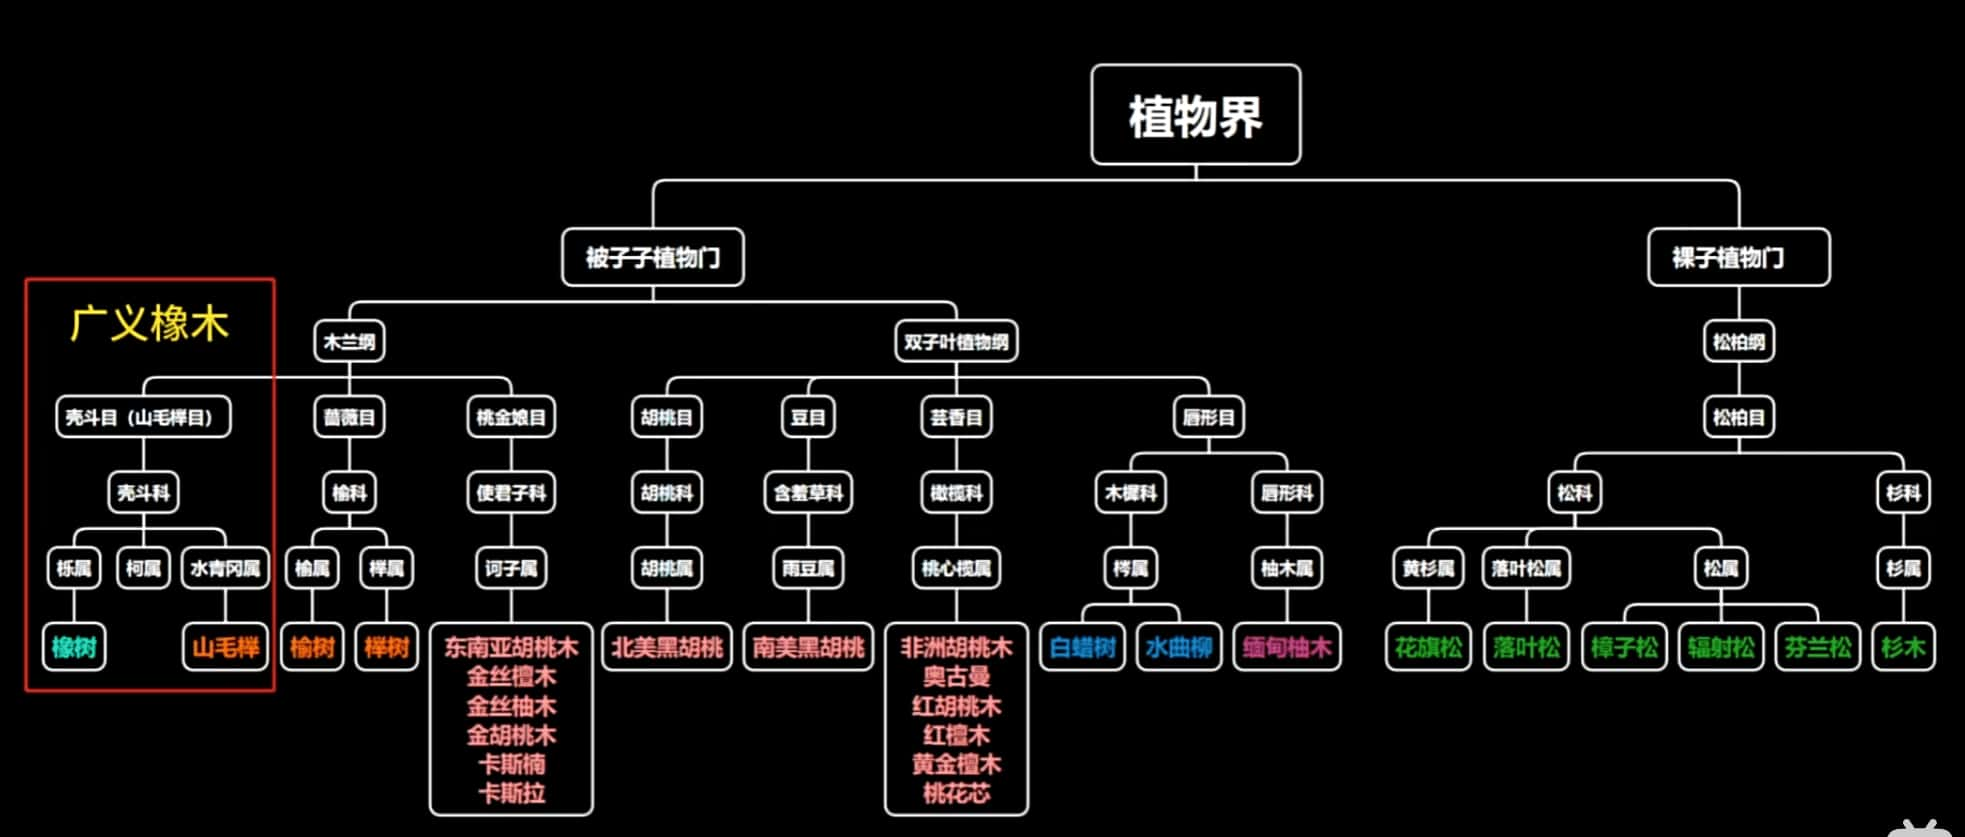 植物界
被子子植物门
裸子植物门
广义橡木
木兰纲
双子叶植物纲
松柏纲
壳斗目（山毛榉目）
蔷薇目
桃金娘目
胡桃目
豆目
芸香目
唇形目
松柏目
壳斗科
榆科
使君子科
胡桃科
含羞草科
橄榄科
木樨科
唇形科
松科
杉科
栎属
柯属
水青冈属
榆属
榉属
诃子属
胡桃属
雨豆属
桃心榄属
梣属
柚木属
黄杉属
落叶松属
松属
杉属
橡树
山毛榉
榆树
榉树
东南亚胡桃木
金丝檀木
金丝柚木
金胡桃木
卡斯楠
卡斯拉
北美黑胡桃
南美黑胡桃
非洲胡桃木
奥古曼
红胡桃木
红檀木
黄金檀木
桃花芯
白蜡树
水曲柳
缅甸柚木
花旗松
落叶松
樟子松
辐射松
芬兰松
杉木